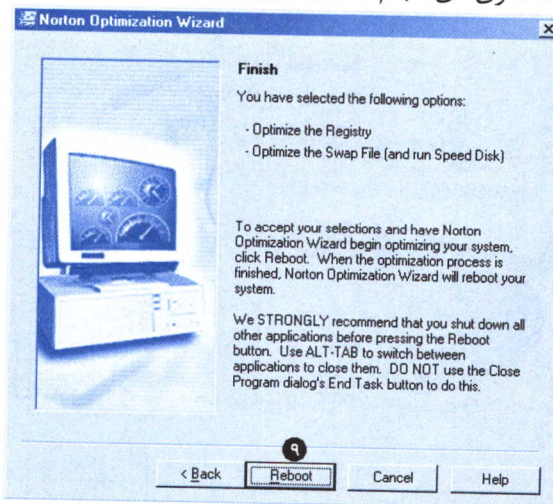 Norton Optimization Wizard
Finish
You have selected the following options:
- Optimize the Registry
- Optimize the Swap File (and run Speed Disk)
To accept your selections and have Norton
Optimization Wizard begin optimizing your system,
click Reboot. When the optimization process is
finished, Norton Optimization Wizard will reboot your
system.
We STRONGLY recommend that you shut down all
other applications before pressing the Reboot
button. Use ALT-TAB to switch between
applications to close them. DO NOT use the Close
Program dialog's End Task button to do this.
٩
< Back Reboot Cancel Help